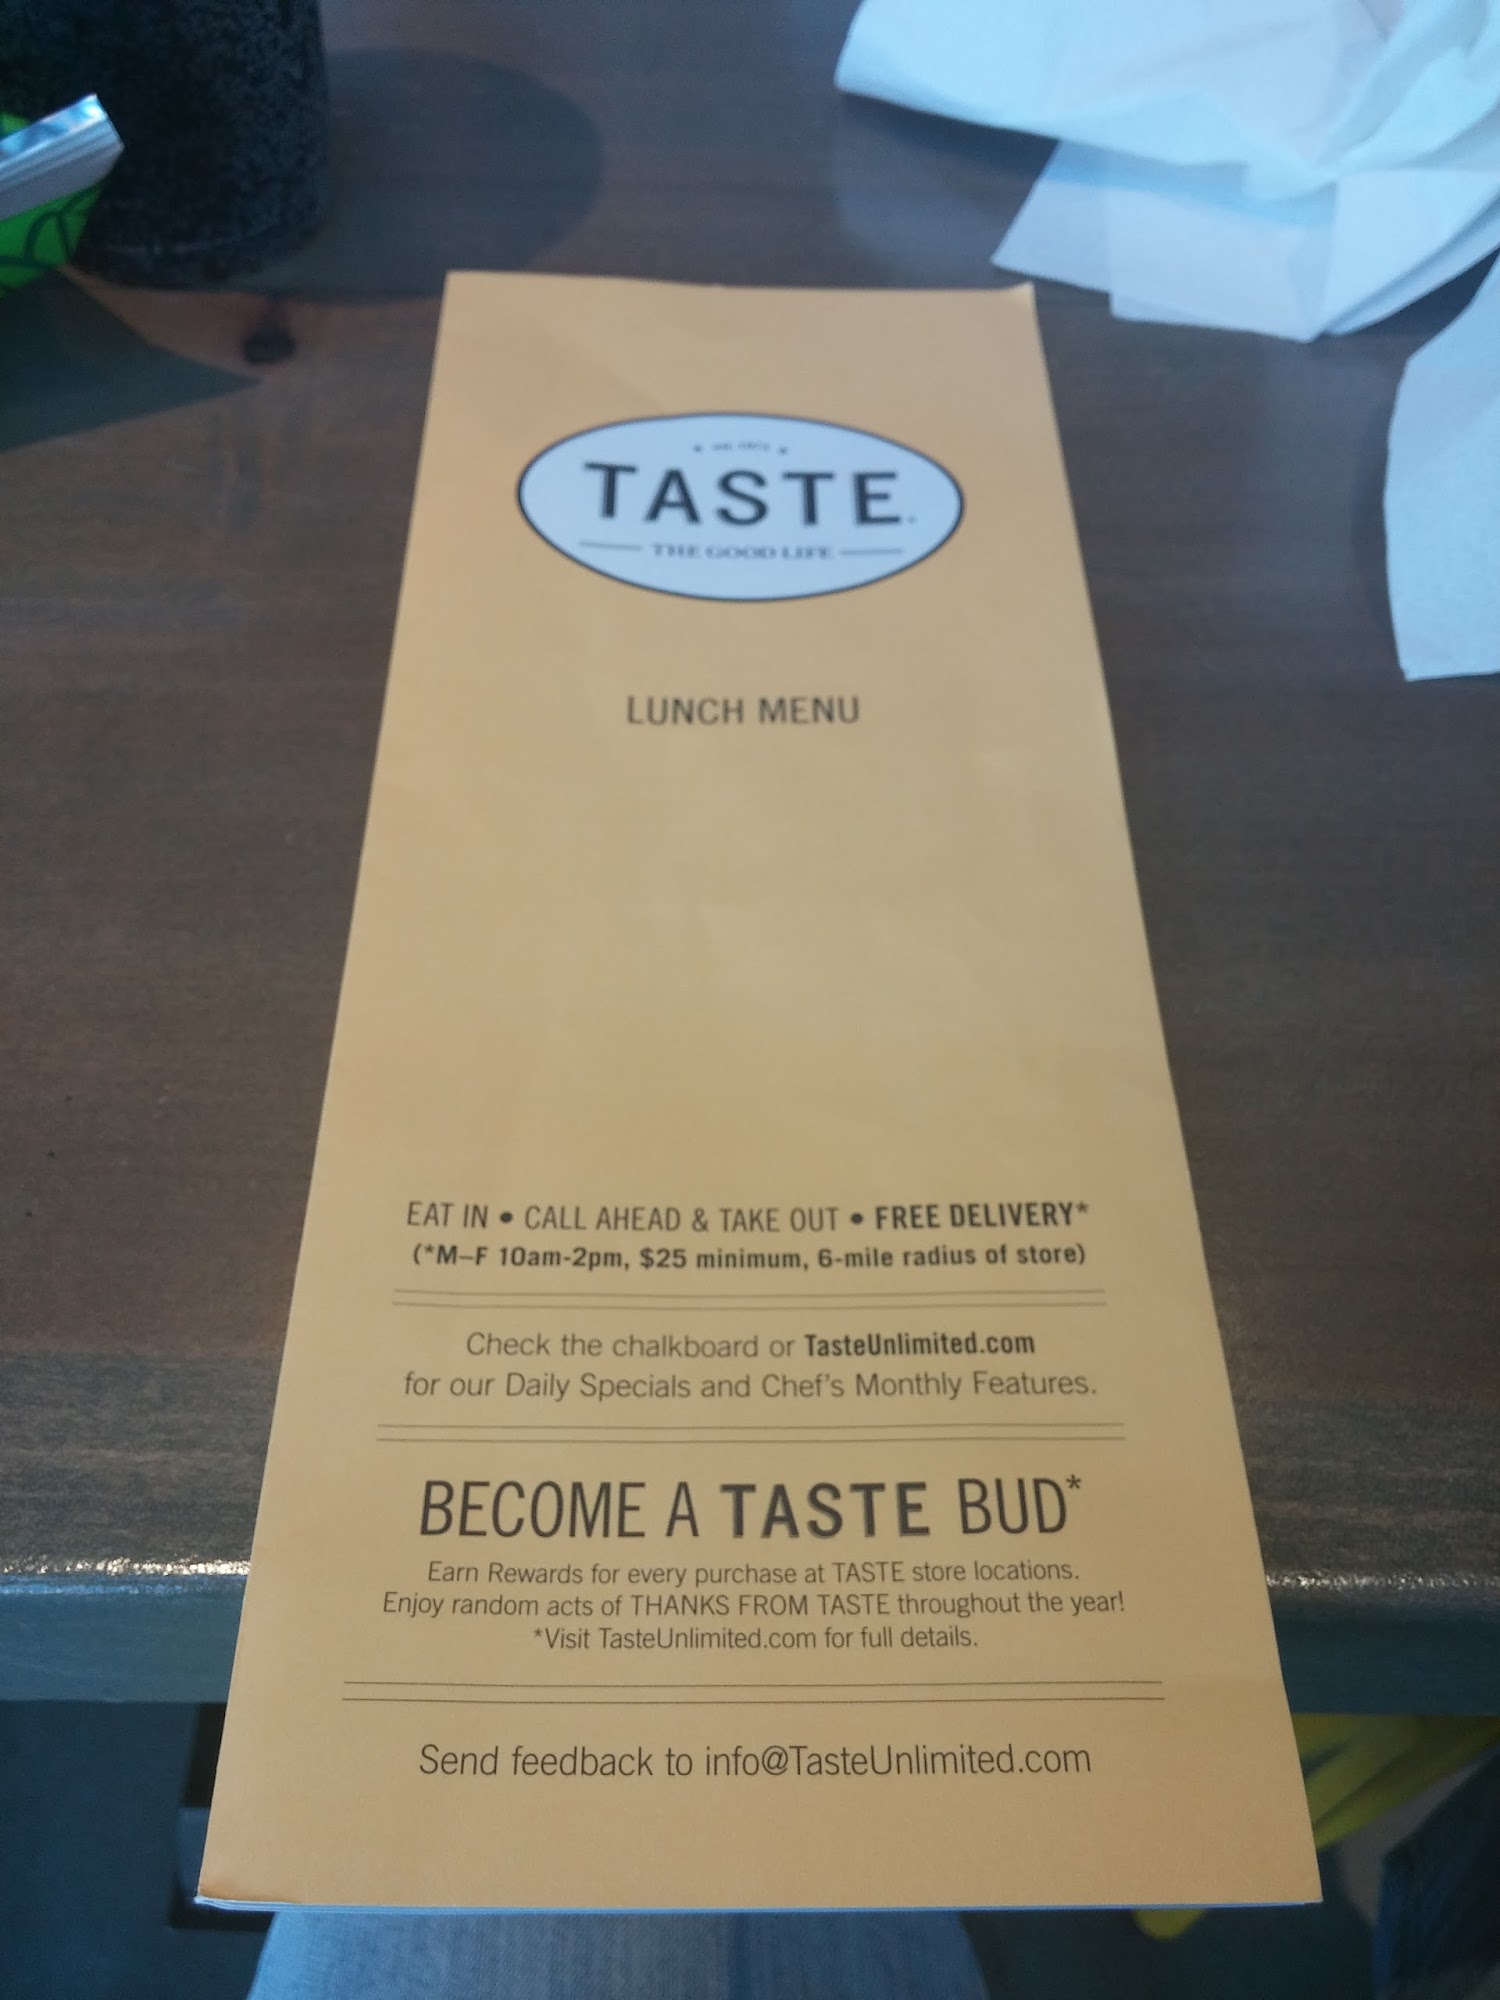 TASTE
THE GOOD LIFE
LUNCH MENU
EAT IN • CALL AHEAD & TAKE OUT • FREE DELIVERY*
(*M–F 10am-2pm, $25 minimum, 6-mile radius of store)
Check the chalkboard or TasteUnlimited.com
for our Daily Specials and Chef's Monthly Features.
BECOME A TASTE BUD*
Earn Rewards for every purchase at TASTE store locations.
Enjoy random acts of THANKS FROM TASTE throughout the year!
*Visit TasteUnlimited.com for full details.
Send feedback to info@TasteUnlimited.com